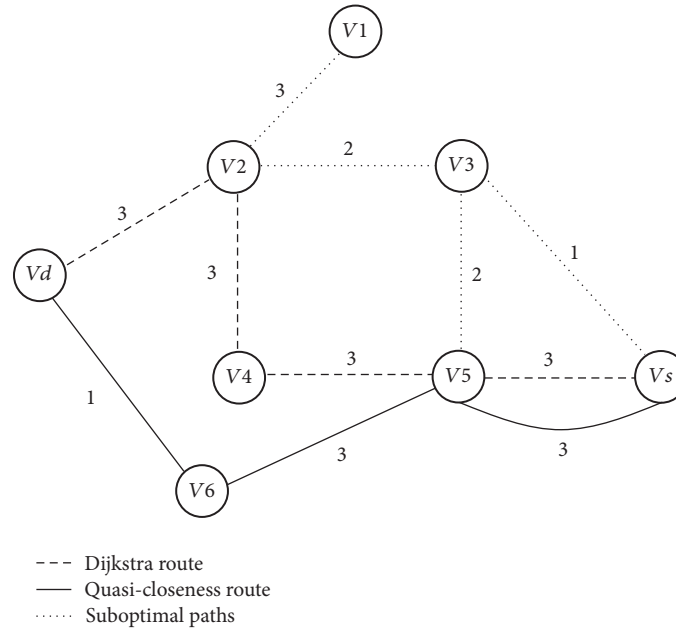 V1
3
V2
2
V3
3
1
Vd
3
2
V4
3
V5
3
Vs
1
3
3
V6
Dijkstra route
Quasi-closeness route
Suboptimal paths